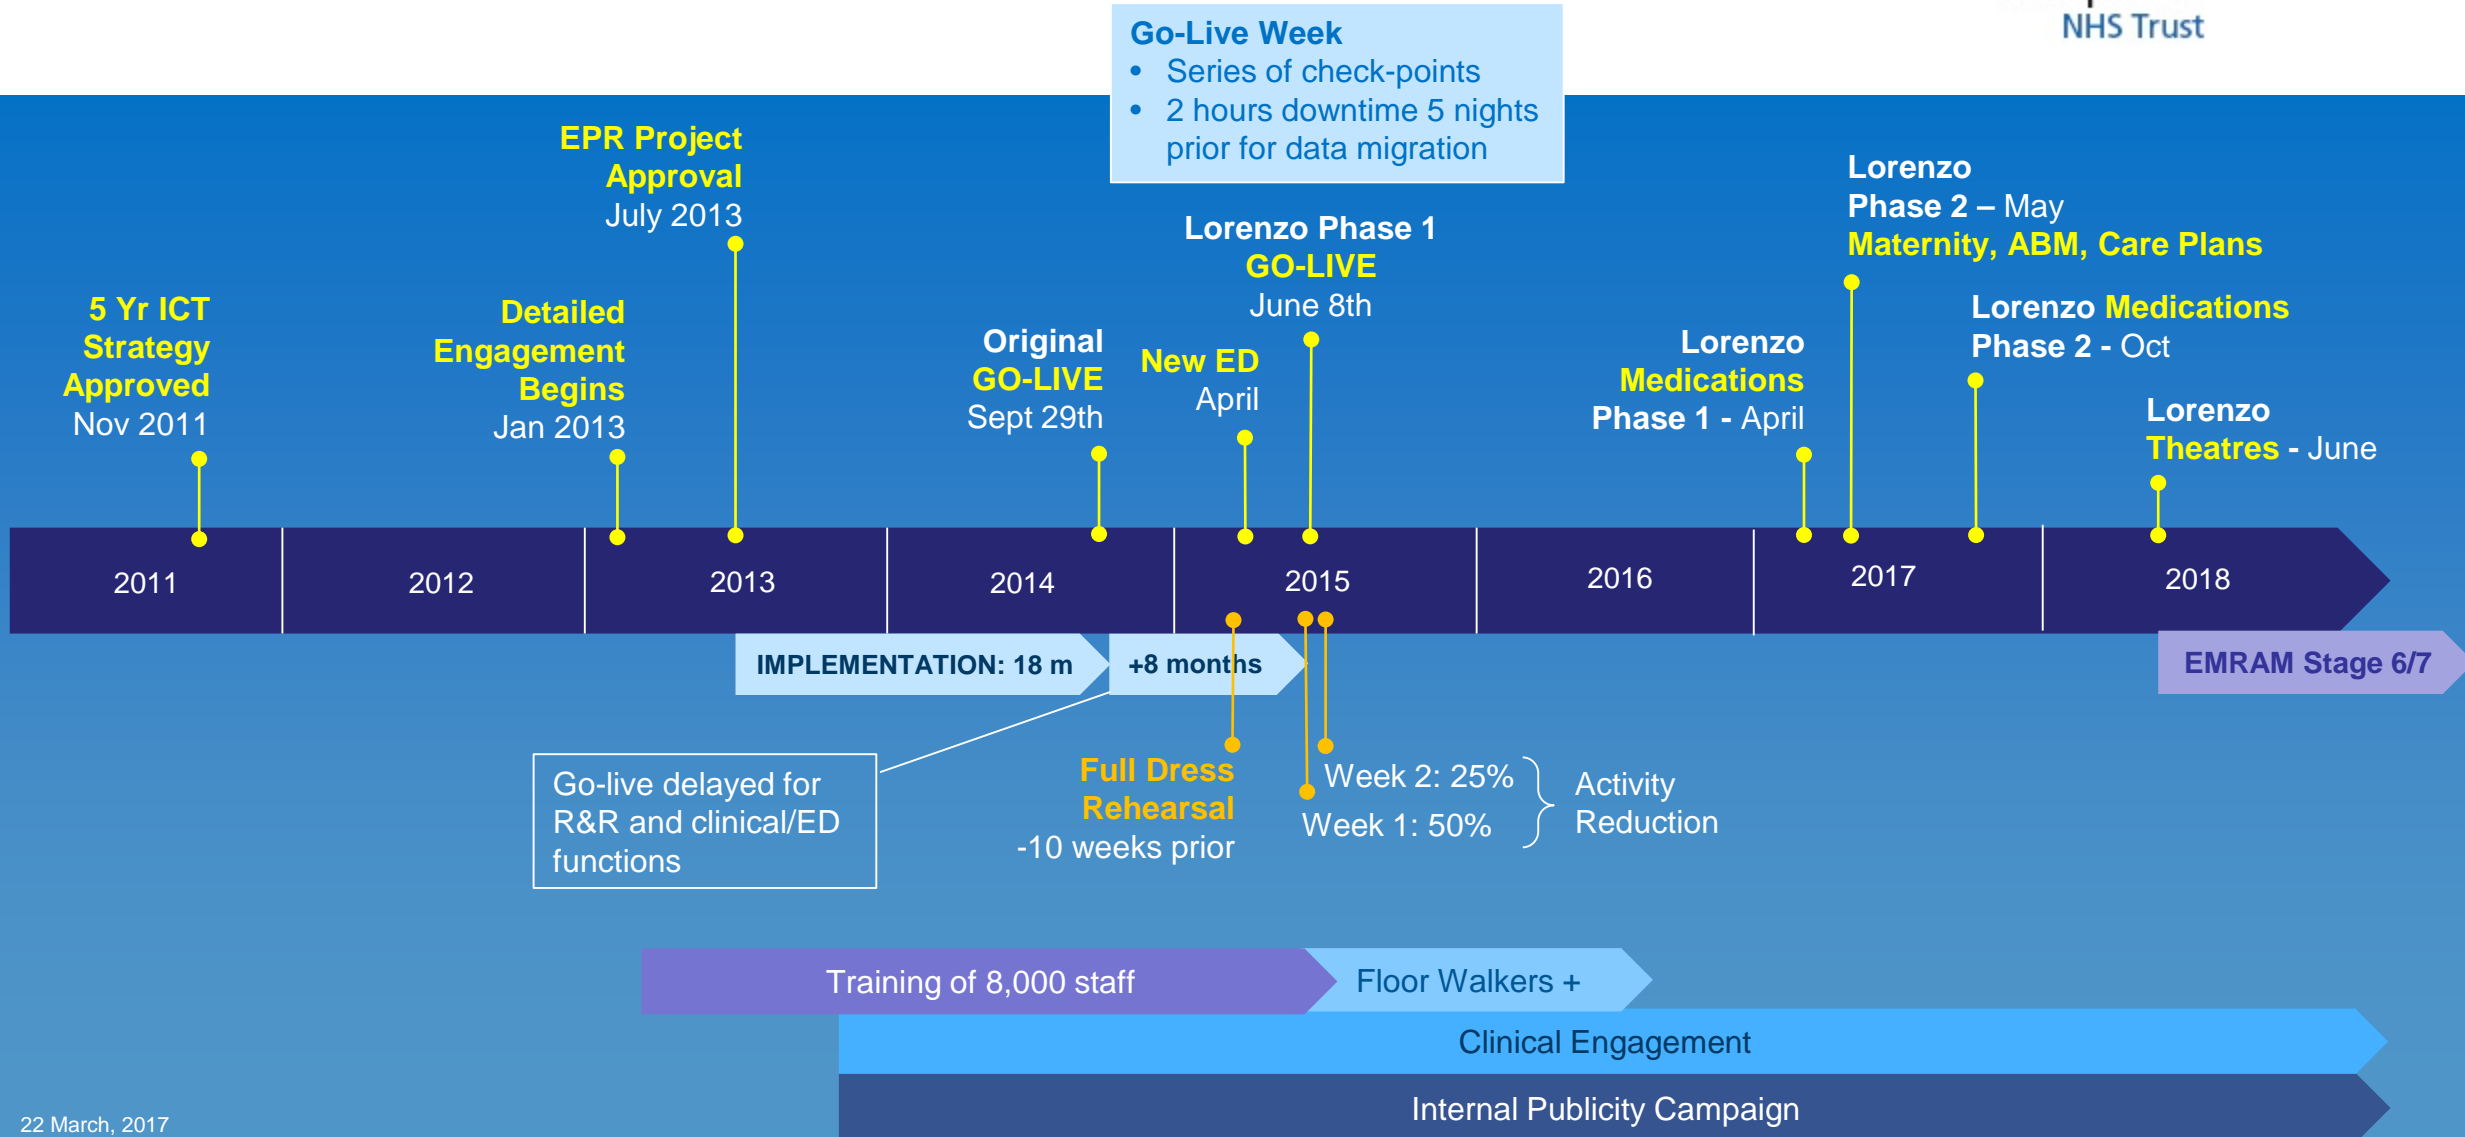 NHS Trust
Go-Live Week
• Series of check-points
• 2 hours downtime 5 nights
prior for data migration
EPR Project
Approval
July 2013
Lorenzo
Phase 2 – May
Maternity, ABM, Care Plans
Lorenzo Phase 1
GO-LIVE
June 8th
5 Yr ICT
Strategy
Approved
Nov 2011
Detailed
Engagement
Begins
Jan 2013
Original
GO-LIVE
Sept 29th
New ED
April
Lorenzo
Medications
Phase 1 - April
Lorenzo Medications
Phase 2 - Oct
Lorenzo
Theatres - June
2011
2012
2013
2014
2015
2016
2017
2018
IMPLEMENTATION: 18 m
+8 months
EMRAM Stage 6/7
Go-live delayed for
R&R and clinical/ED
functions
Full Dress
Rehearsal
-10 weeks prior
Week 2: 25%
Week 1: 50%
Activity
Reduction
Training of 8,000 staff
Floor Walkers +
Clinical Engagement
Internal Publicity Campaign
22 March, 2017